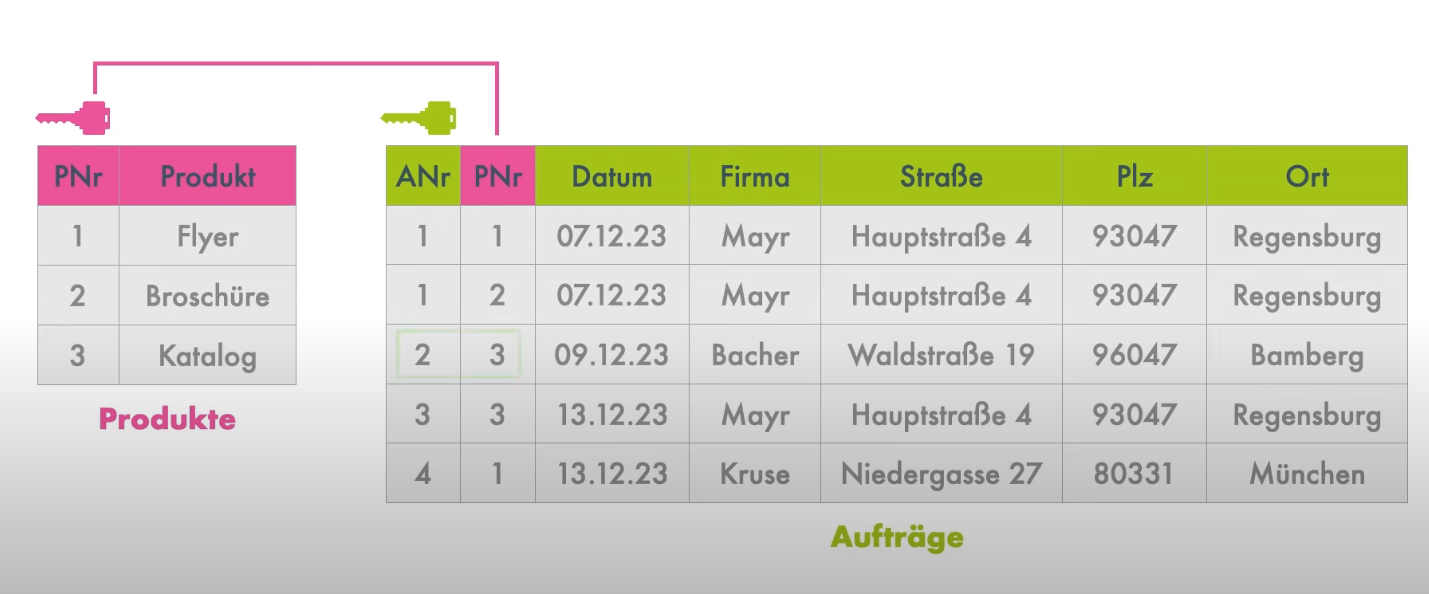 PNr Produkt
1 Flyer
2 Broschüre
3 Katalog
Produkte
ANr PNr Datum Firma Straße Plz Ort
1 1 07.12.23 Mayr Hauptstraße 4 93047 Regensburg
1 2 07.12.23 Mayr Hauptstraße 4 93047 Regensburg
2 3 09.12.23 Bacher Waldstraße 19 96047 Bamberg
3 3 13.12.23 Mayr Hauptstraße 4 93047 Regensburg
4 1 13.12.23 Kruse Niedergasse 27 80331 München
Aufträge